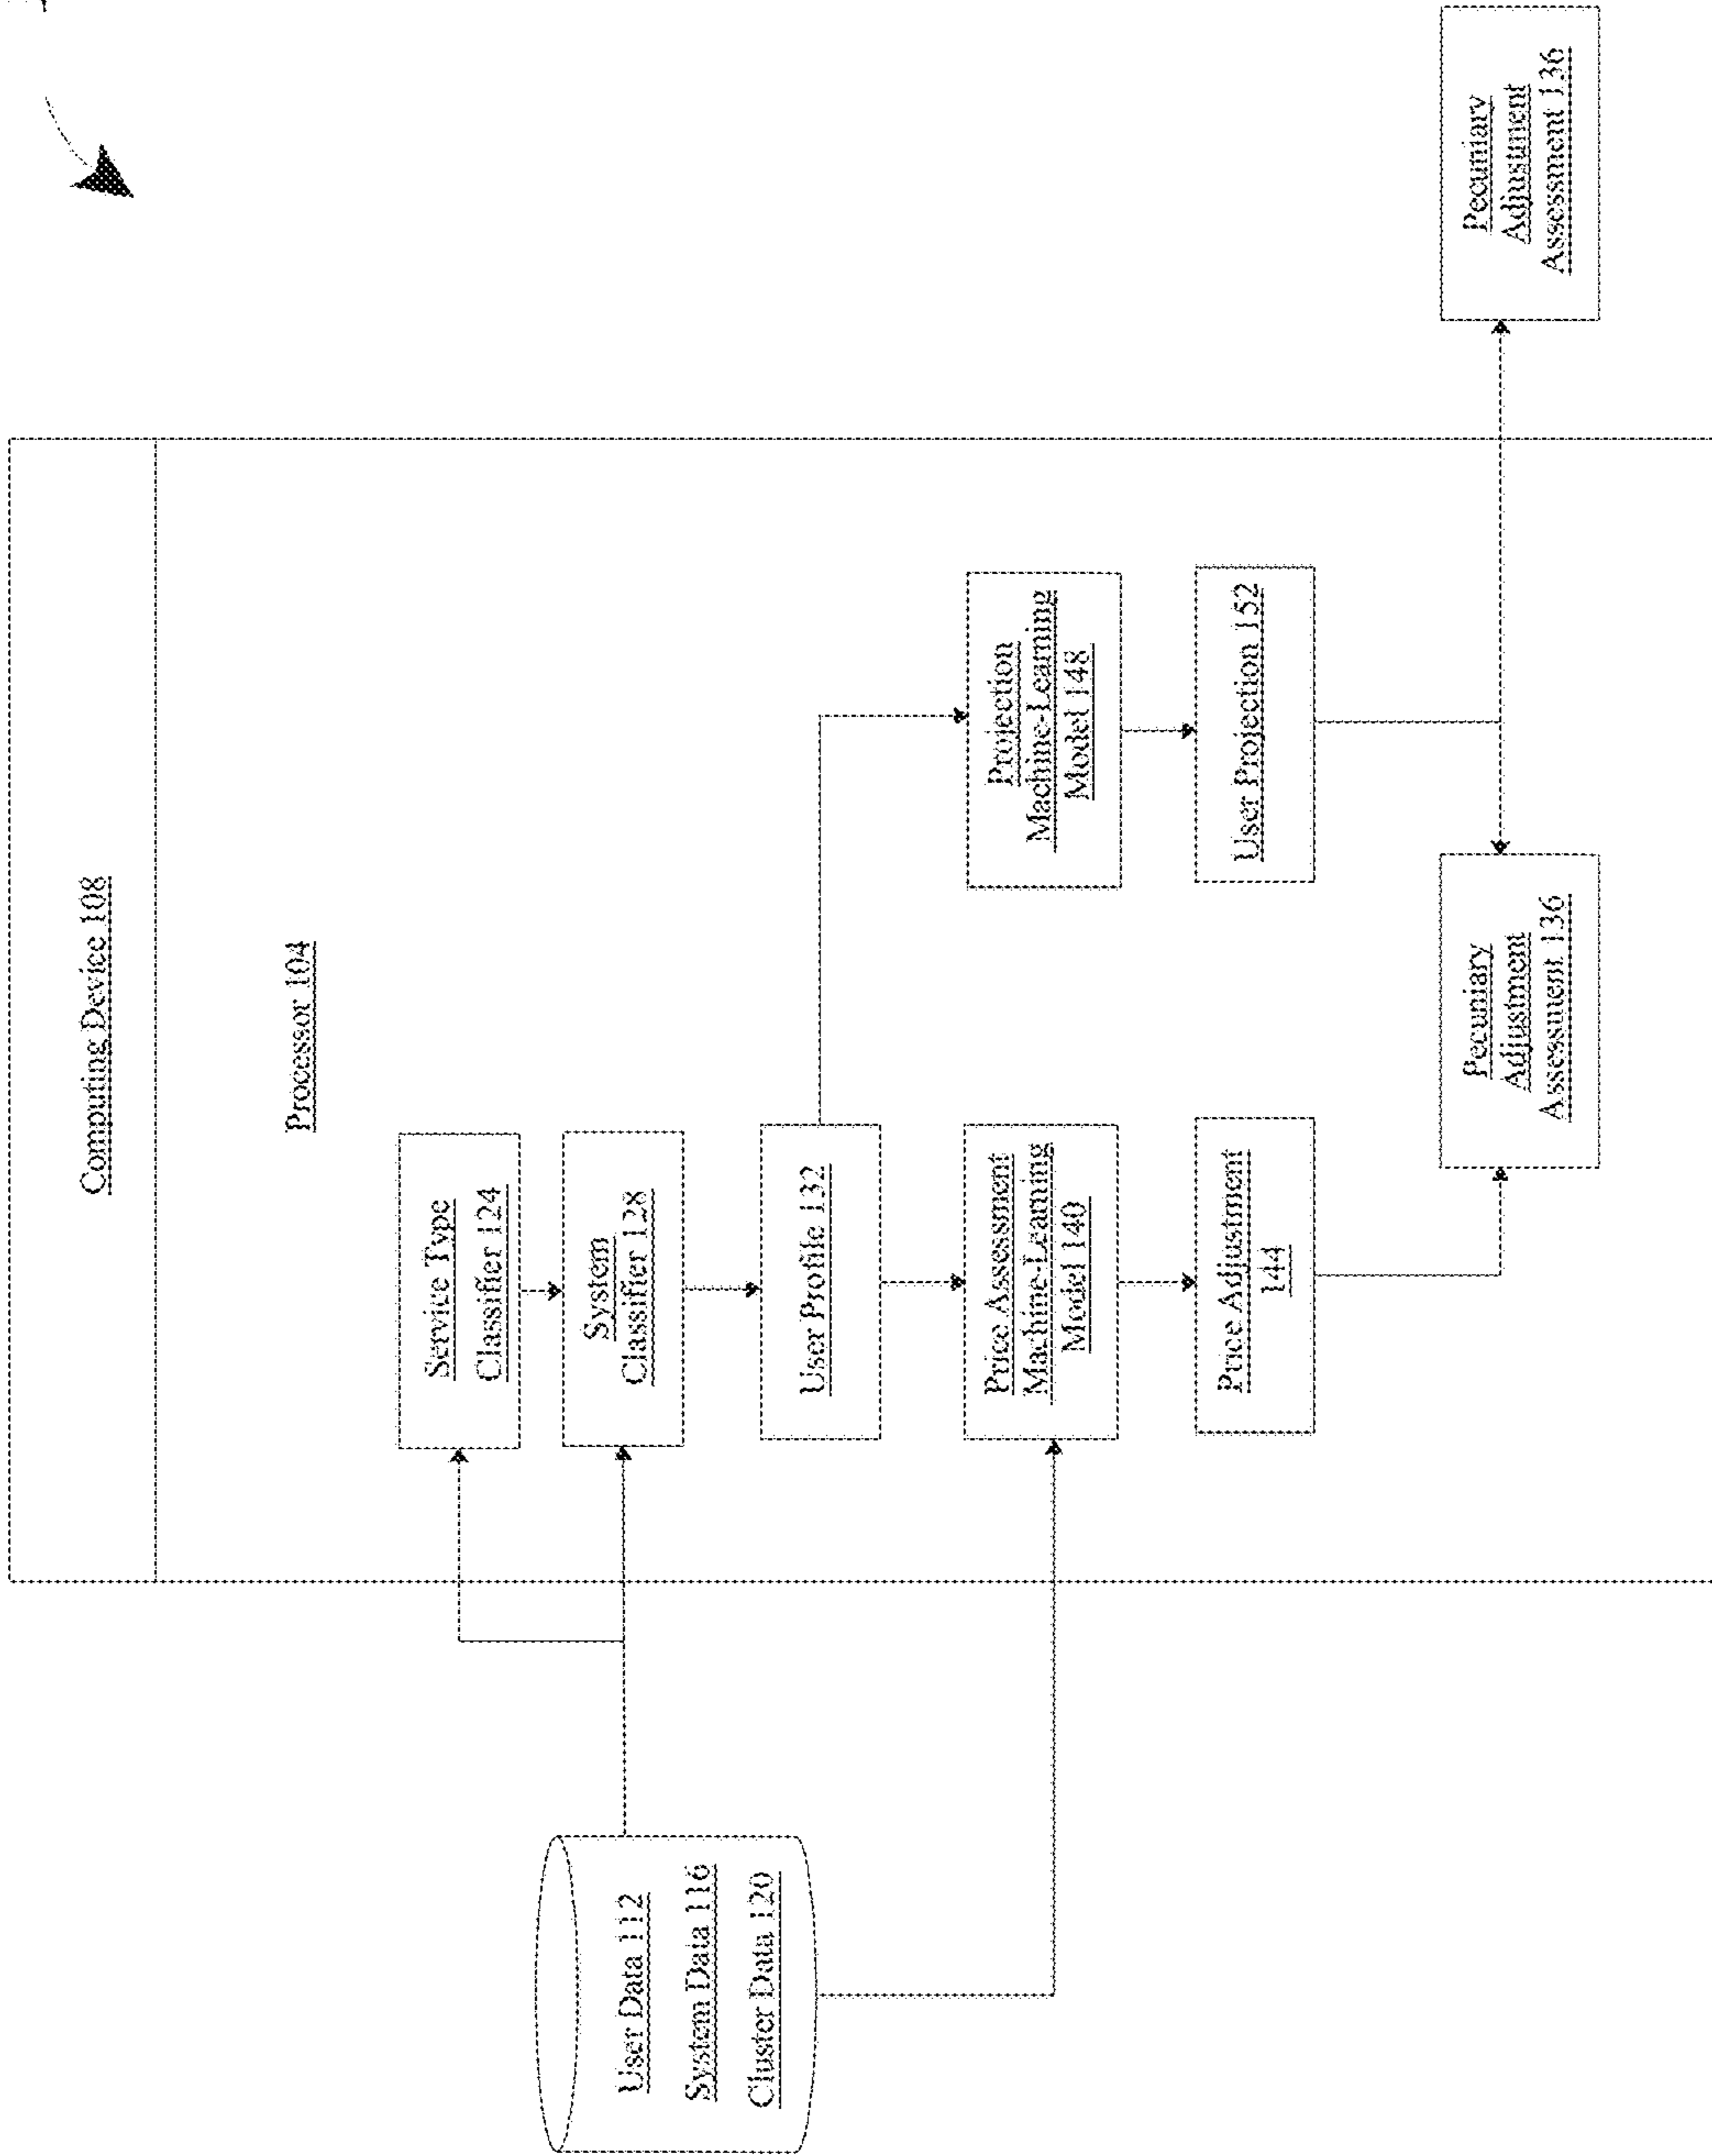 Computing Device 108
Processor 104
Service Type
Classifier 124
System
Classifier 128
User Data 112
System Data 116
Cluster Data 120
User Profile 132
Price Assessment
Machine-Learning
Model 140
Projection
Machine-Learning
Model 148
Price Adjustment
144
User Projection 152
Pecuniary
Adjustment
Assessment 136
Pecuniary
Adjustment
Assessment 136